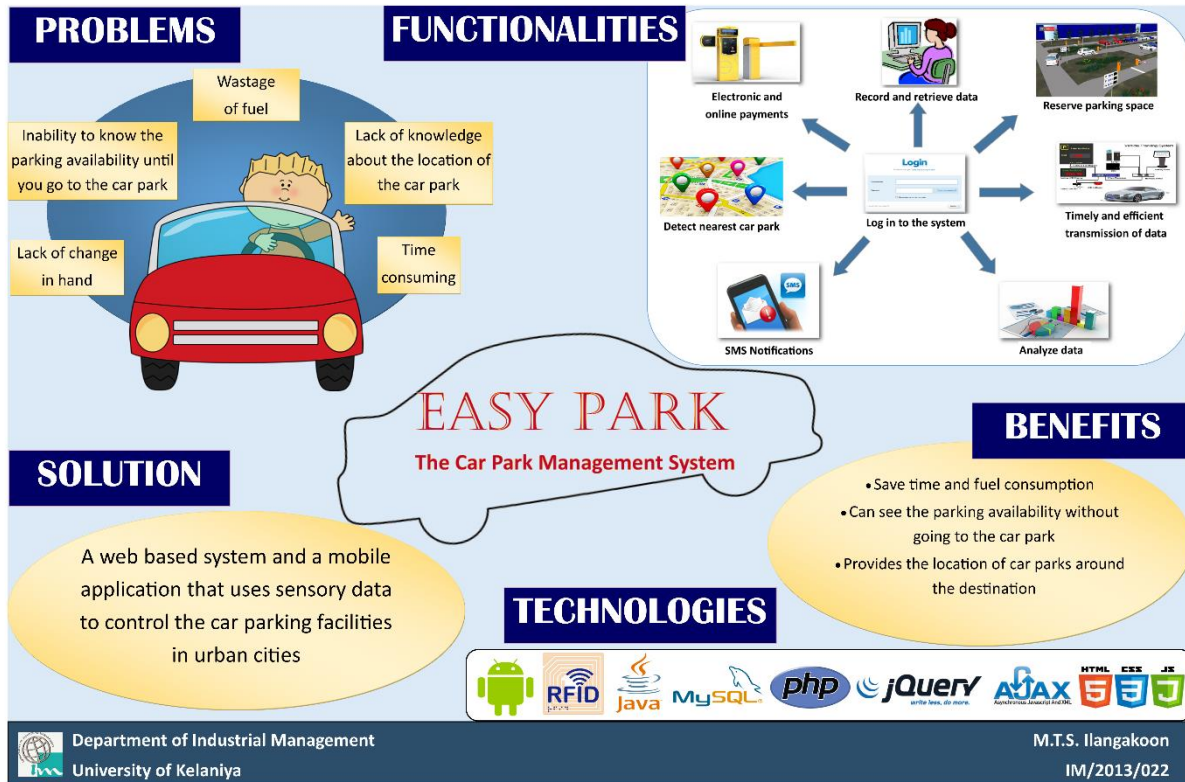 PROBLEMS
Wastage
of fuel
Inability to know the
parking availability until
you go to the car park
Lack of knowledge
about the location of
the car park
Lack of change
in hand
Time
consuming
FUNCTIONALITIES
Electronic and
online payments
Record and retrieve data
Reserve parking space
Detect nearest car park
Login
Log in to the system
Timely and efficient
transmission of data
SMS
SMS Notifications
Analyze data
EASY PARK
The Car Park Management System
SOLUTION
A web based system and a mobile
application that uses sensory data
to control the car parking facilities
in urban cities
BENEFITS
• Save time and fuel consumption
• Can see the parking availability without
going to the car park
• Provides the location of car parks around
the destination
TECHNOLOGIES
RFID
Java
MySQL
php
jQuery
write less, do more.
AJAX
Asynchronous Javascript And XML
HTML
5
CSS
3
JS
Department of Industrial Management
University of Kelaniya
im
M.T.S. Ilangakoon
IM/2013/022